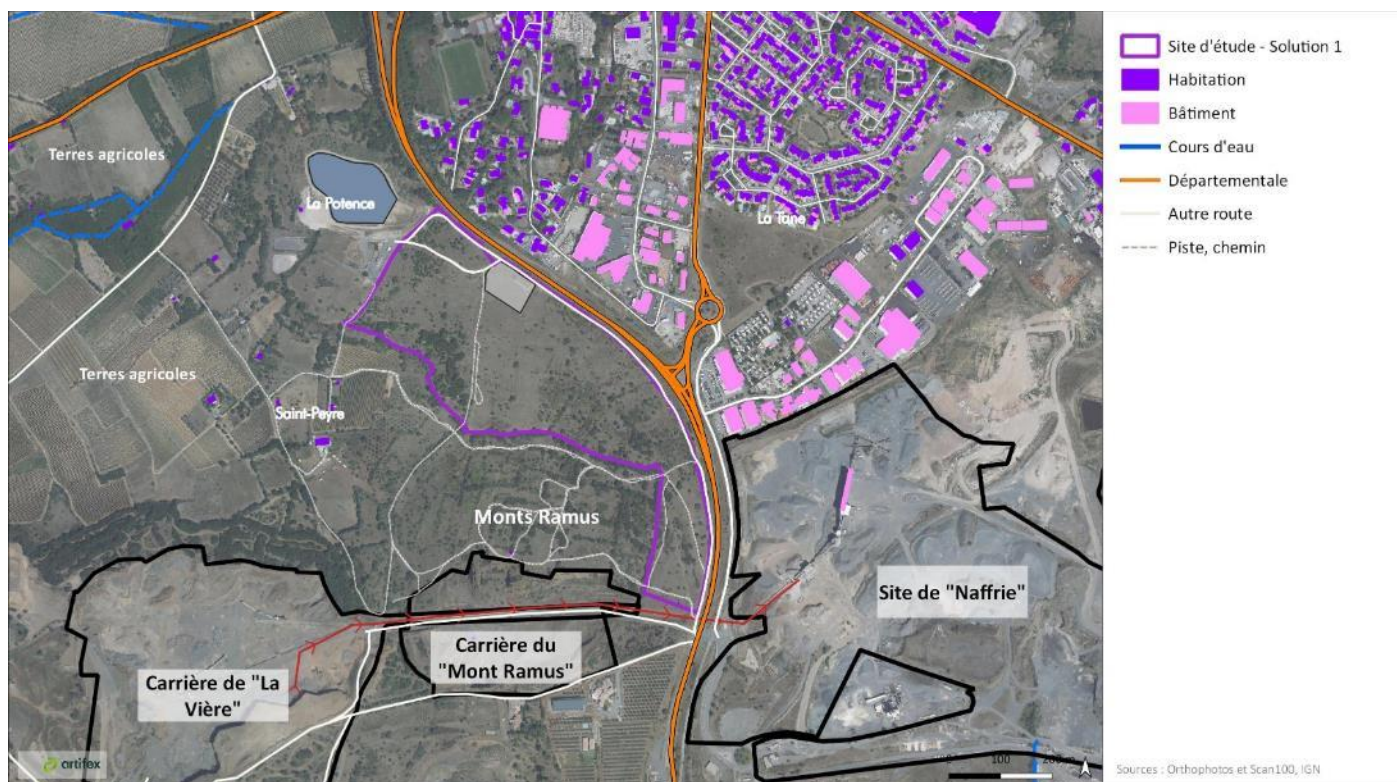 Terres agricoles
La Potence
La Tane
Terres agricoles
Saint-Peyre
Monts Ramus
Site de "Naffrie"
Carrière du
"Mont Ramus"
Carrière de "La
Vière"
artifex
100
Site d'étude - Solution 1
Habitation
Bâtiment
Cours d'eau
Départementale
Autre route
Piste, chemin
Sources : Orthophotos et Scan100, IGN